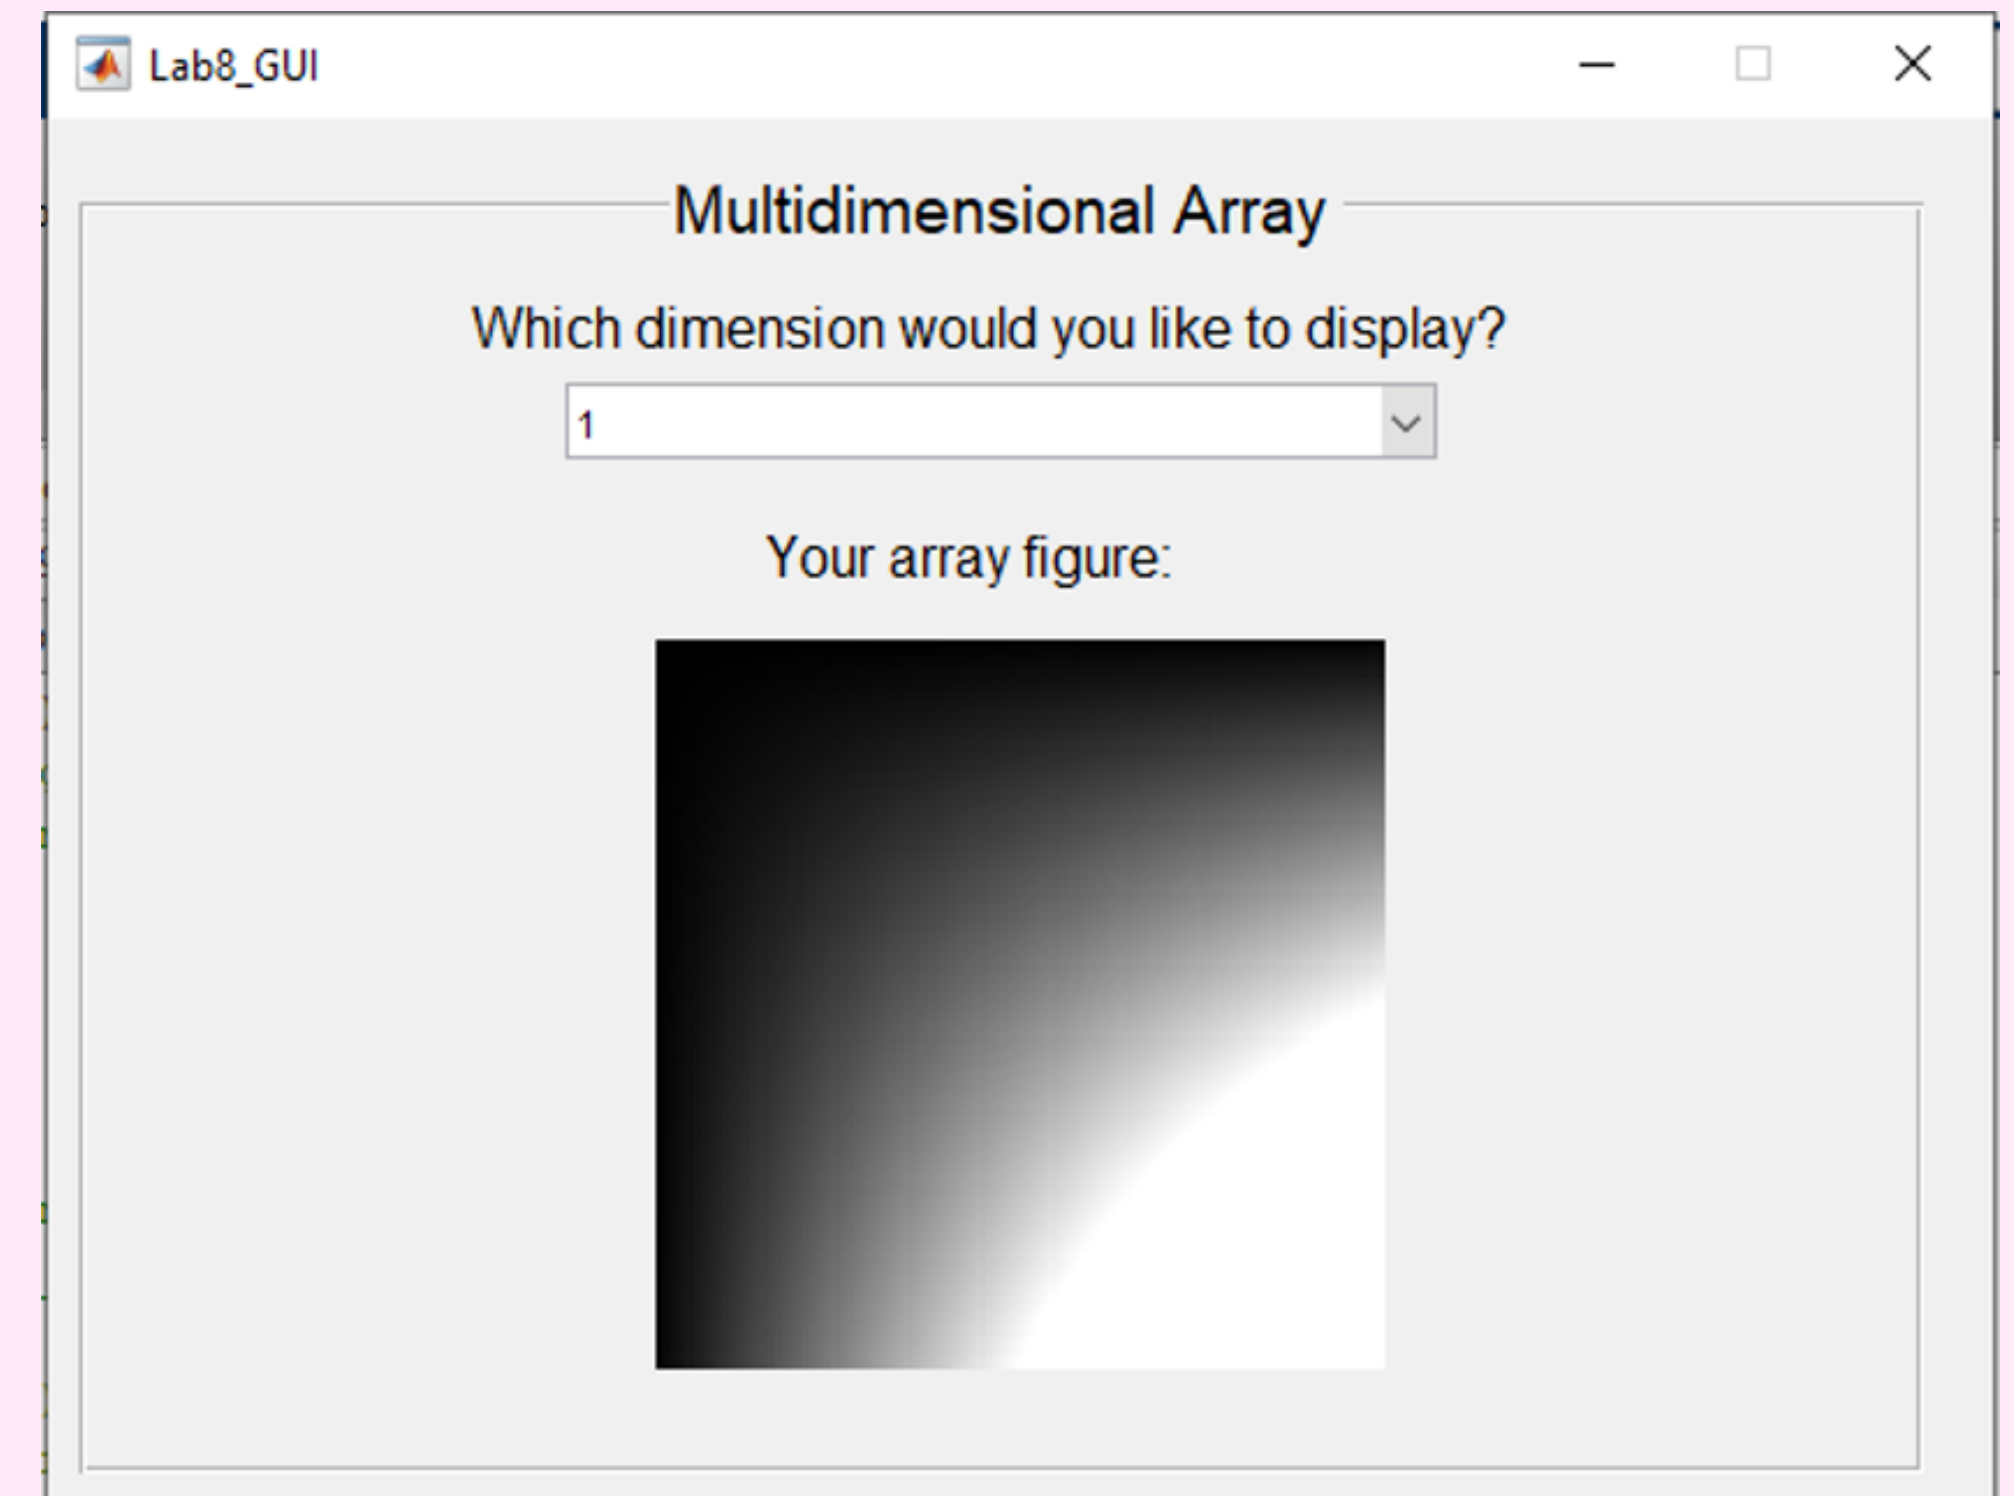 Lab8_GUI
Multidimensional Array
Which dimension would you like to display?
1
Your array figure: